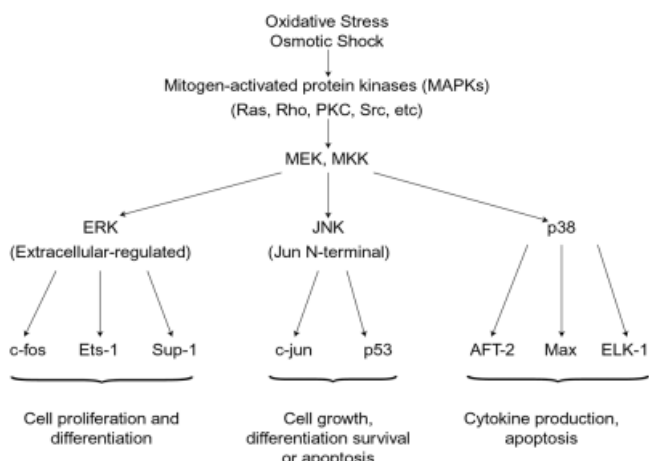 Oxidative Stress
Osmotic Shock
Mitogen-activated protein kinases (MAPKs)
(Ras, Rho, PKC, Src, etc)
MEK, MKK
ERK
(Extracellular-regulated)
JNK
(Jun N-terminal)
p38
c-fos Ets-1 Sup-1 c-jun p53 AFT-2 Max ELK-1
Cell proliferation and
differentiation
Cell growth,
differentiation survival
or apoptosis
Cytokine production,
apoptosis